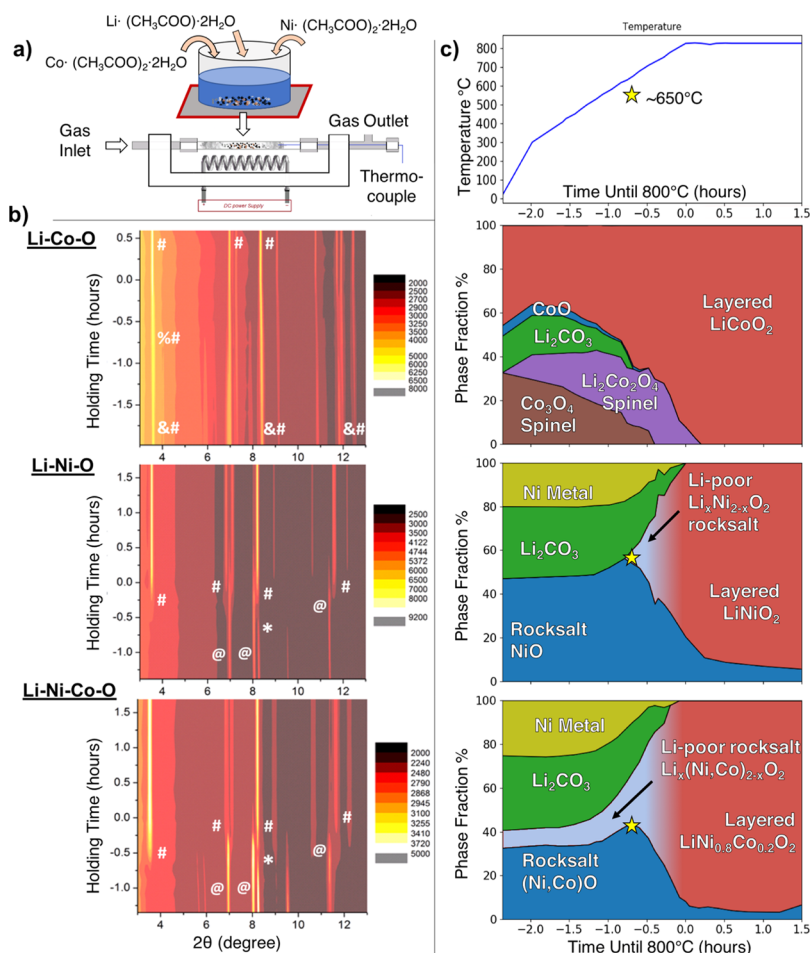 a)
Li· (CH₃COO)·2H₂O
Ni· (CH₃COO)₂·2H₂O
Co· (CH₃COO)₂·2H₂O
Gas Inlet
Gas Outlet
Thermo-
couple
DC power Supply
b)
Li-Co-O
Holding Time (hours)
0.5
0.0
-0.5
-1.0
-1.5
# # #
%#
&# &# &#
4 6 8 10 12
2000
2500
2700
2900
3250
3500
4000
5000
6250
6500
8000
Li-Ni-O
Holding Time (hours)
1.5
1.0
0.5
0.0
-0.5
-1.0
# # # #
@ @ * @
4 6 8 10 12
2500
3000
3500
4122
4744
5372
6000
6500
7000
8000
9200
Li-Ni-Co-O
Holding Time (hours)
1.5
1.0
0.5
0.0
-0.5
-1.0
# # # #
@ @ * @
4 6 8 10 12
2θ (degree)
2000
2240
2480
2790
2868
2945
3100
3255
3410
3720
5000
c)
Temperature
Temperature °C
800
700
600
500
400
300
200
100
0
~650°C
Time Until 800°C (hours)
-2.0 -1.5 -1.0 -0.5 0.0 0.5 1.0 1.5
Phase Fraction %
100
80
60
40
20
0
CoO
Li₂CO₃
Li₂Co₂O₄
Spinel
Co₃O₄
Spinel
Layered
LiCoO₂
Phase Fraction %
100
80
60
40
20
0
Ni Metal
Li₂CO₃
Rocksalt
NiO
Li-poor
LiₓNi₂₋ₓO₂
rocksalt
Layered
LiNiO₂
Phase Fraction %
100
80
60
40
20
0
Ni Metal
Li₂CO₃
Rocksalt
(Ni,Co)O
Li-poor rocksalt
Liₓ(Ni,Co)₂₋ₓO₂
Layered
LiNi₀.₈Co₀.₂O₂
-2.0 -1.5 -1.0 -0.5 0.0 0.5 1.0 1.5
Time Until 800°C (hours)